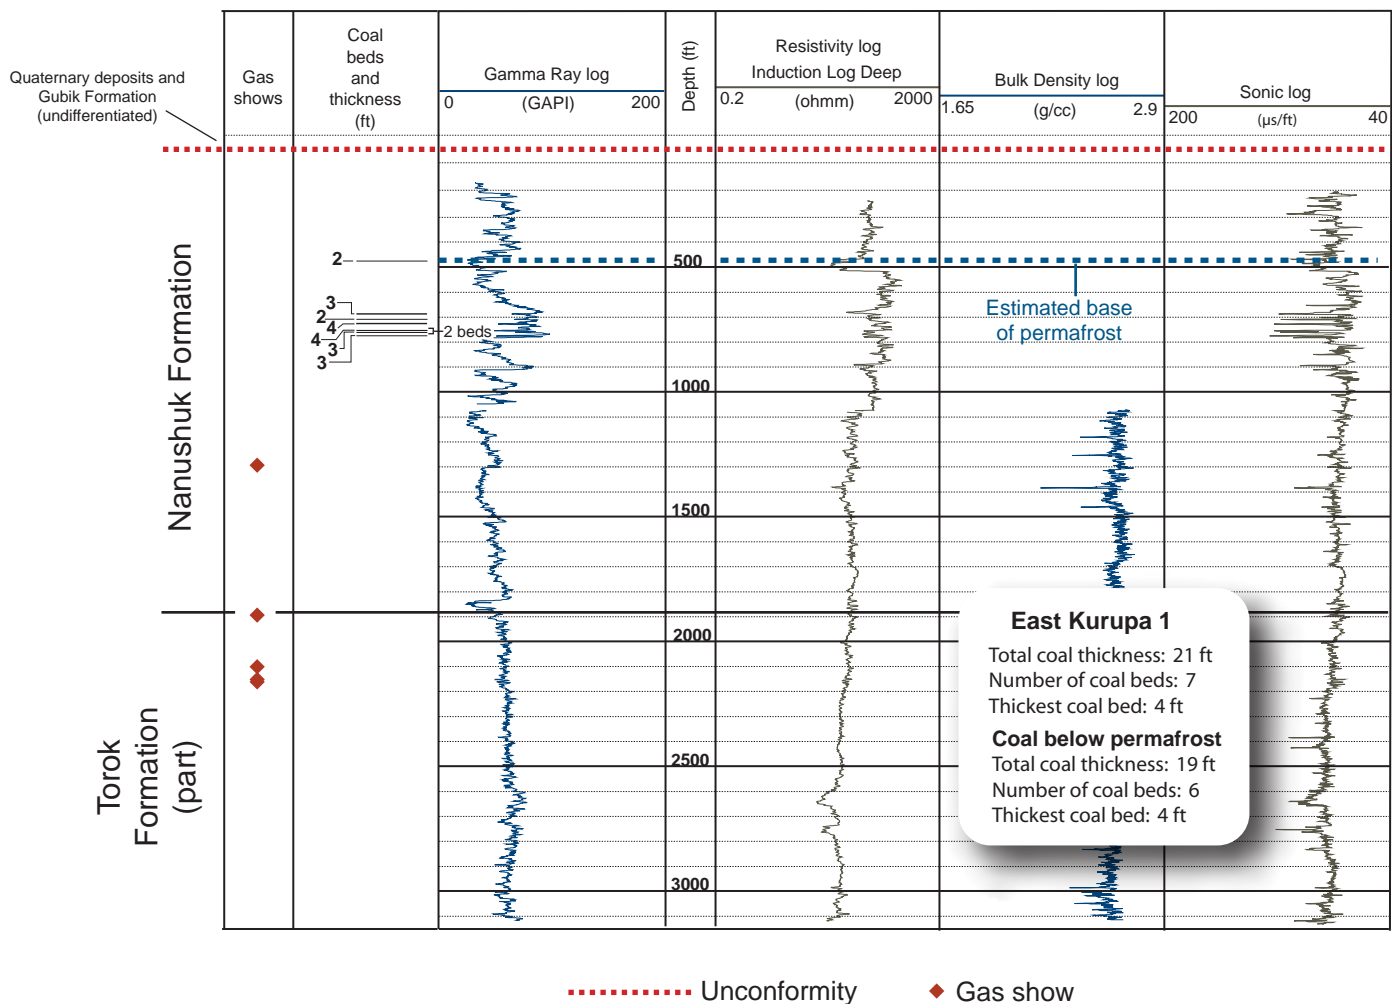 Quaternary deposits and
Gubik Formation
(undifferentiated)
Gas
shows
Coal
beds
and
thickness
(ft)
Gamma Ray log
0 (GAPI) 200
Depth (ft)
Resistivity log
Induction Log Deep
0.2 (ohmm) 2000
Bulk Density log
1.65 (g/cc) 2.9
Sonic log
200 (µs/ft) 40
Nanushuk Formation
Torok
Formation
(part)
2
3
2
4
4
3
3
2 beds
500
1000
1500
2000
2500
3000
Estimated base
of permafrost
East Kurupa 1
Total coal thickness: 21 ft
Number of coal beds: 7
Thickest coal bed: 4 ft
Coal below permafrost
Total coal thickness: 19 ft
Number of coal beds: 6
Thickest coal bed: 4 ft
Unconformity
Gas show